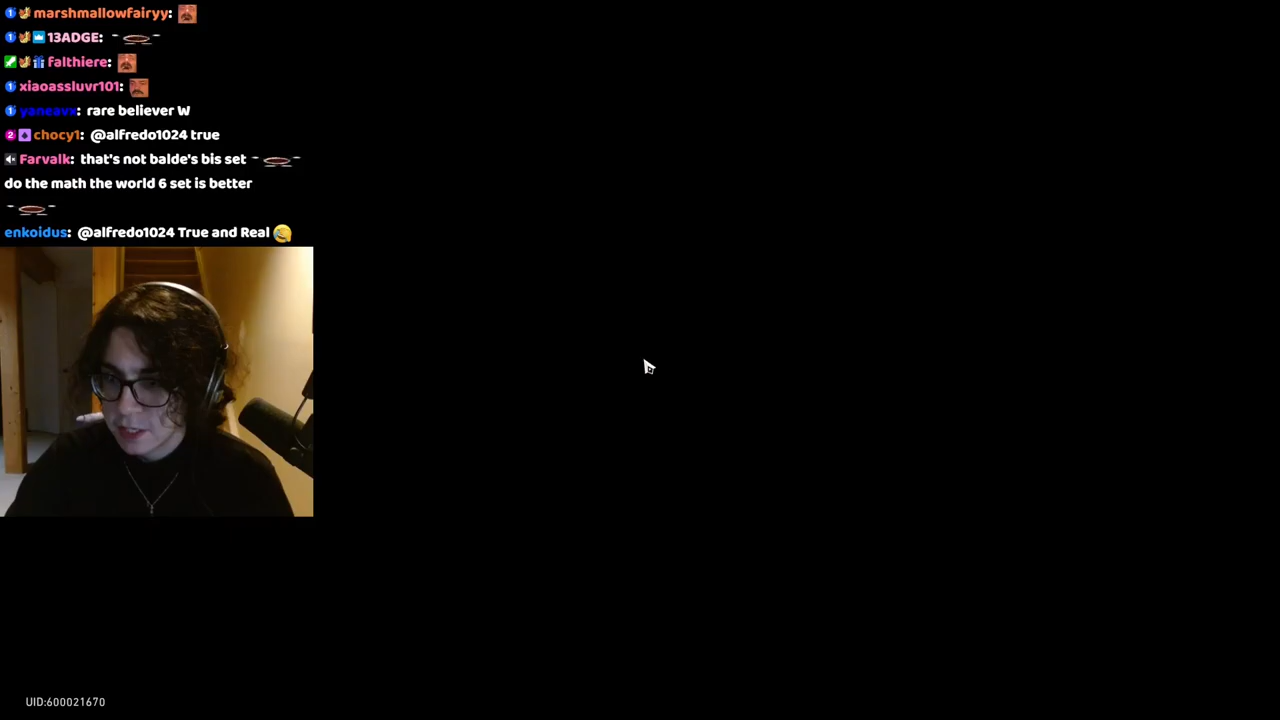 marshmallowfairyy:
13ADGE:
falthiere:
xiaoassluvr101:
yaneavx: rare believer W
chocy1: @alfredo1024 true
Farvalk: that's not balde's bis set
do the math the world 6 set is better
enkoidus: @alfredo1024 True and Real
UID:600021670